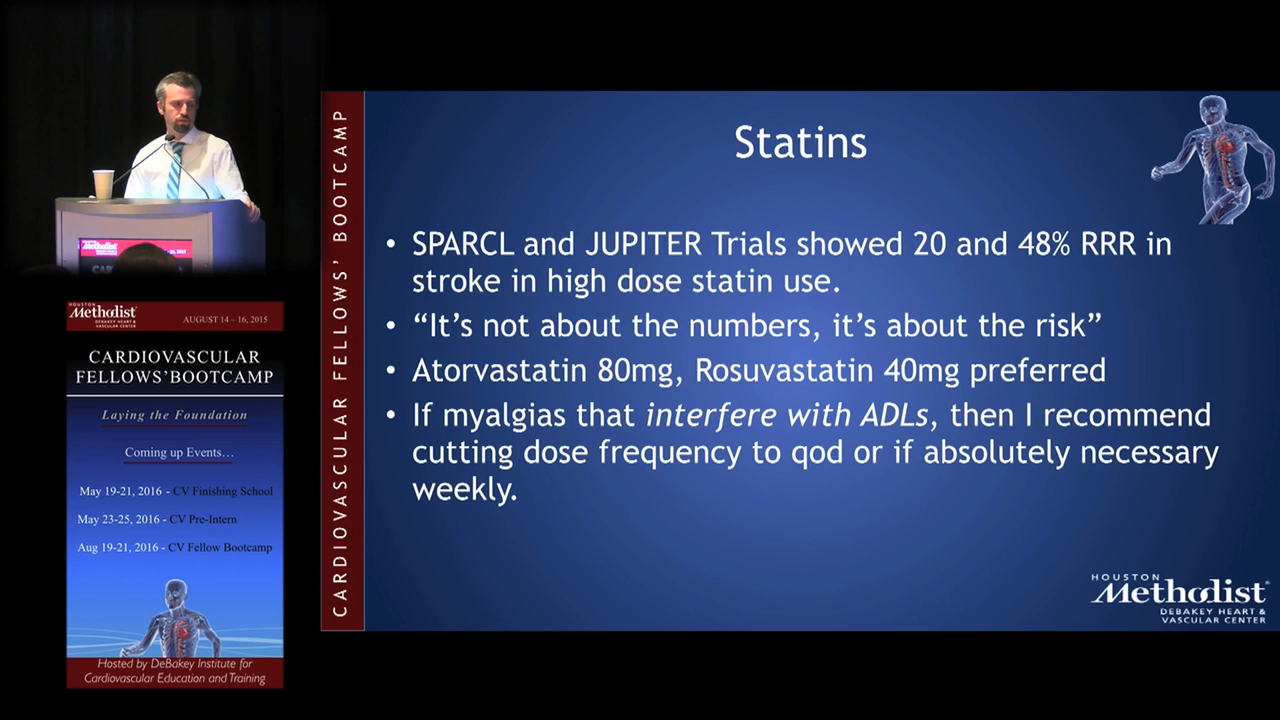 Methodist
HOUSTON
Methodist
DEBAKEY HEART &
VASCULAR CENTER
AUGUST 14 – 16, 2015
CARDIOVASCULAR
FELLOWS’BOOTCAMP
Laying the Foundation
Coming up Events…
May 19-21, 2016 - CV Finishing School
May 23-25, 2016 - CV Pre-Intern
Aug 19-21, 2016 - CV Fellow Bootcamp
Hosted by DeBakey Institute for
Cardiovascular Education and Training
CARDIOVASCULAR FELLOWS’ BOOTCAMP
Statins
• SPARCL and JUPITER Trials showed 20 and 48% RRR in
stroke in high dose statin use.
• “It’s not about the numbers, it’s about the risk”
• Atorvastatin 80mg, Rosuvastatin 40mg preferred
• If myalgias that interfere with ADLs, then I recommend
cutting dose frequency to qod or if absolutely necessary
weekly.
HOUSTON
Methodist
DEBAKEY HEART &
VASCULAR CENTER